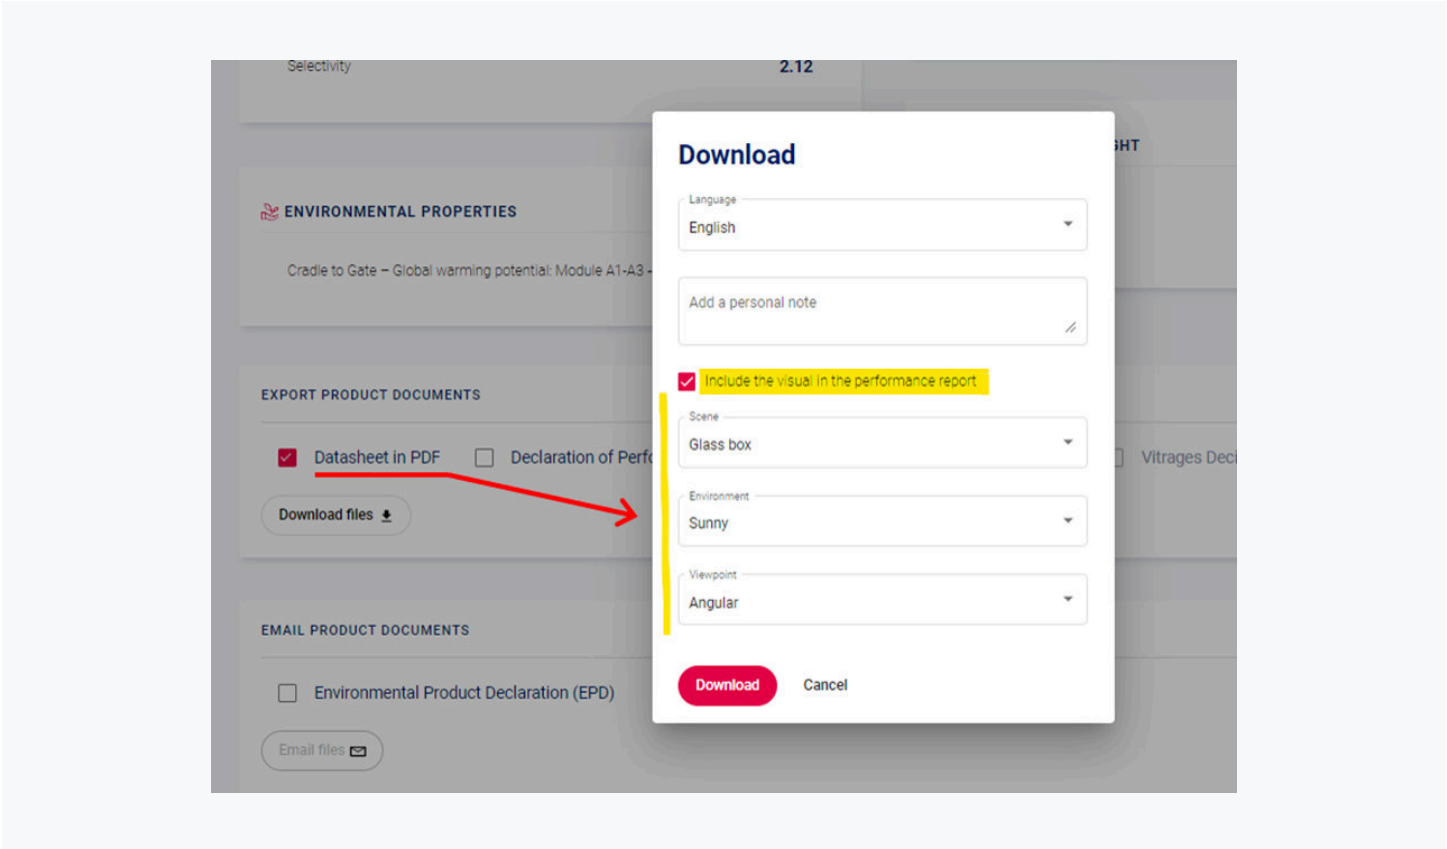 Selectivity 2.12
ENVIRONMENTAL PROPERTIES
Cradle to Gate – Global warming potential: Module A1-A3 -
EXPORT PRODUCT DOCUMENTS
Datasheet in PDF Declaration of Perfo
Download files
EMAIL PRODUCT DOCUMENTS
Environmental Product Declaration (EPD)
Email files
Download
Language
English
Add a personal note
Include the visual in the performance report
Scene
Glass box
Environment
Sunny
Viewpoint
Angular
Download Cancel
GHT
Vitrages Deci